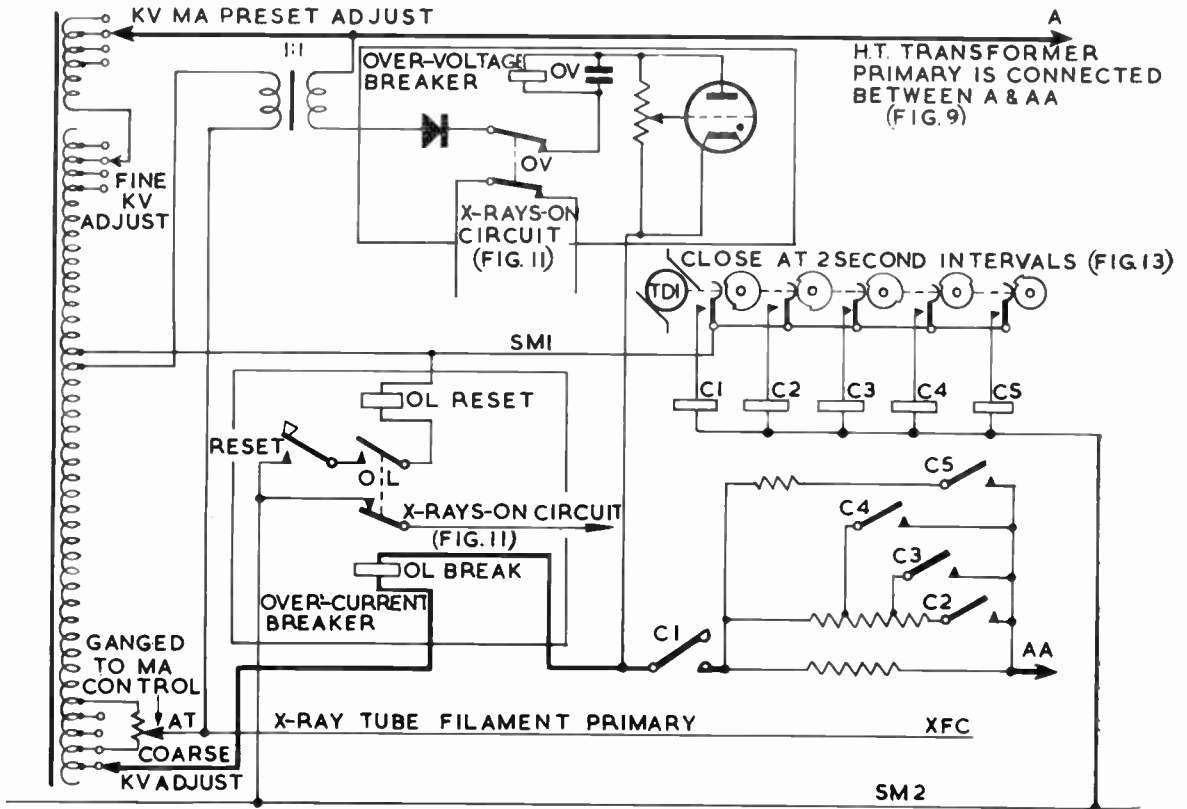 KV MA PRESET ADJUST
A
1:1
OVER-VOLTAGE
BREAKER
OV
H.T. TRANSFORMER
PRIMARY IS CONNECTED
BETWEEN A & AA
(FIG. 9)
FINE
KV
ADJUST
OV
X-RAYS-ON
CIRCUIT
(FIG. 11)
CLOSE AT 2 SECOND INTERVALS (FIG.13)
TD1
SM1
OL RESET
C1
C2
C3
C4
C5
RESET
OL
X-RAYS-ON CIRCUIT
(FIG. 11)
OL BREAK
OVER-CURRENT
BREAKER
C5
C4
C3
C2
C1
AA
GANGED
TO MA
CONTROL
AT
X-RAY TUBE FILAMENT PRIMARY
XFC
COARSE
KV ADJUST
SM 2